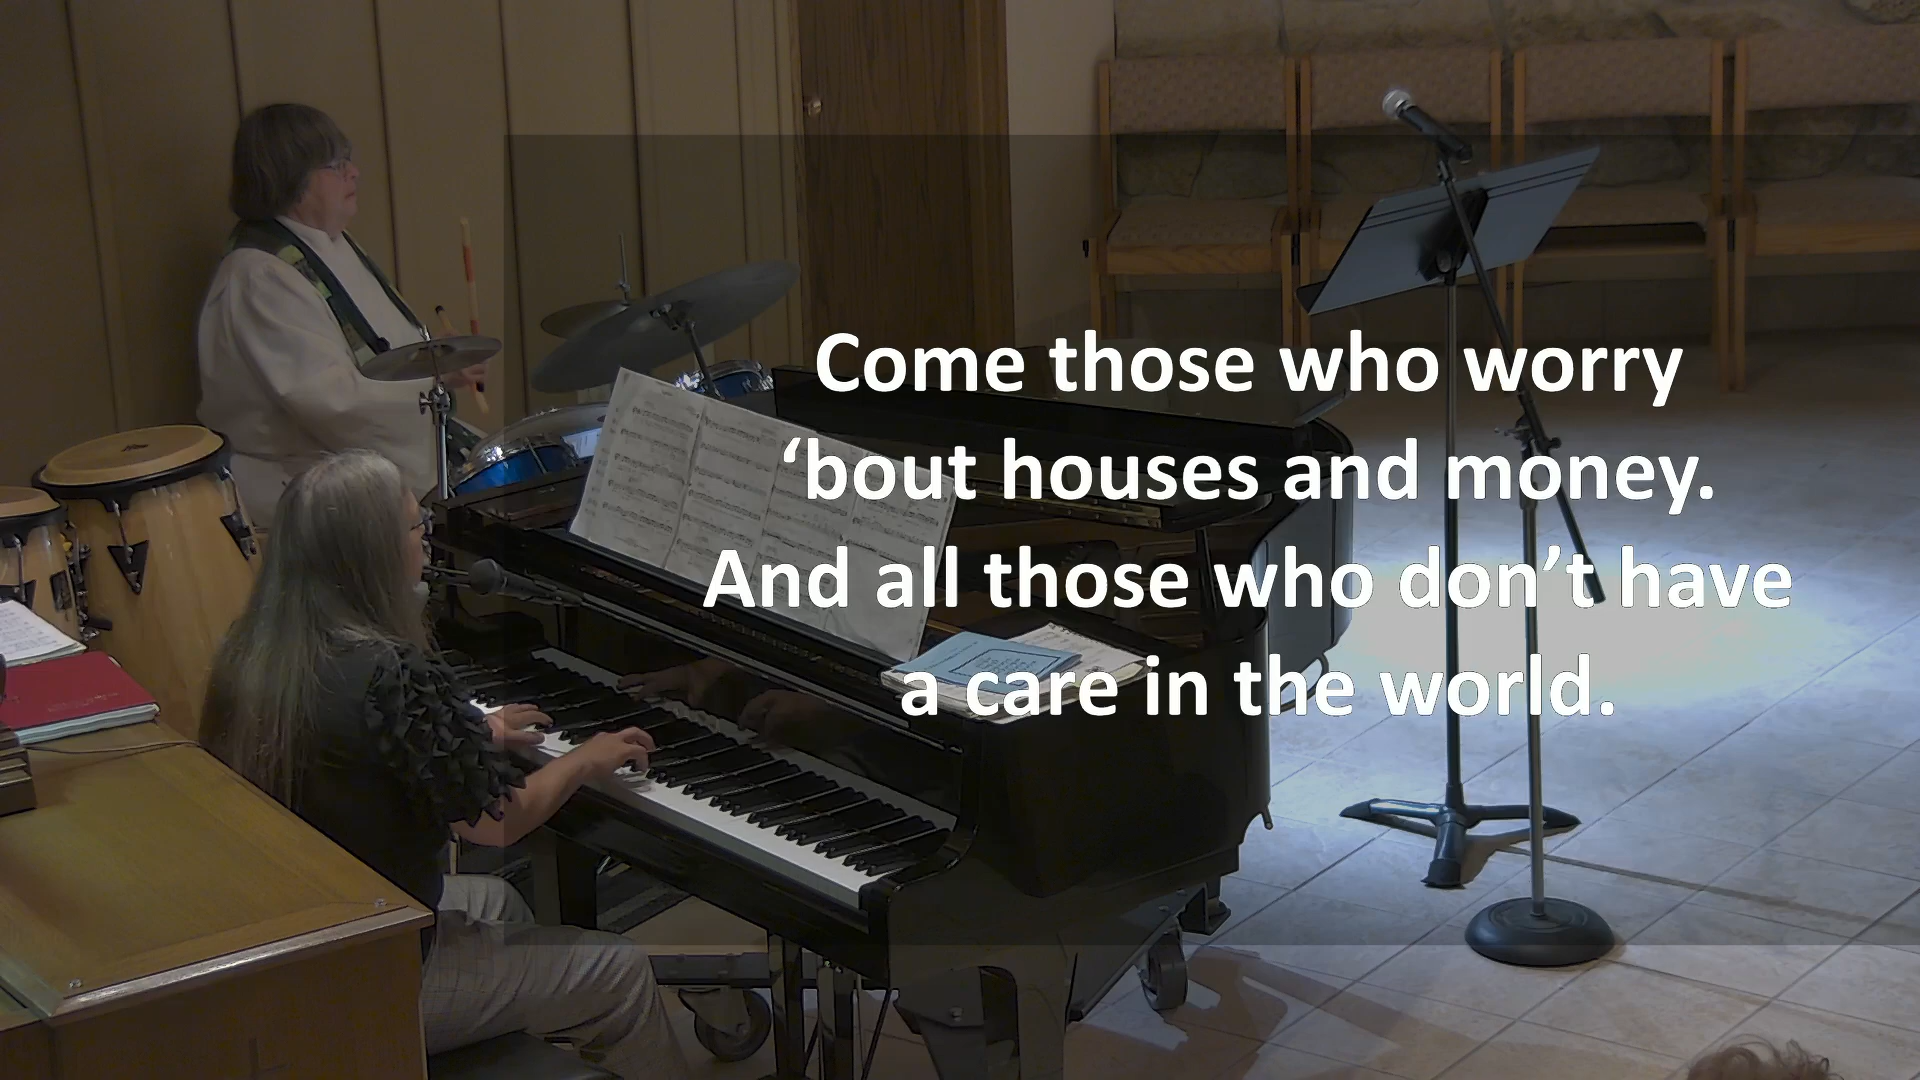 Come those who worry
‘bout houses and money.
And all those who don’t have
a care in the world.